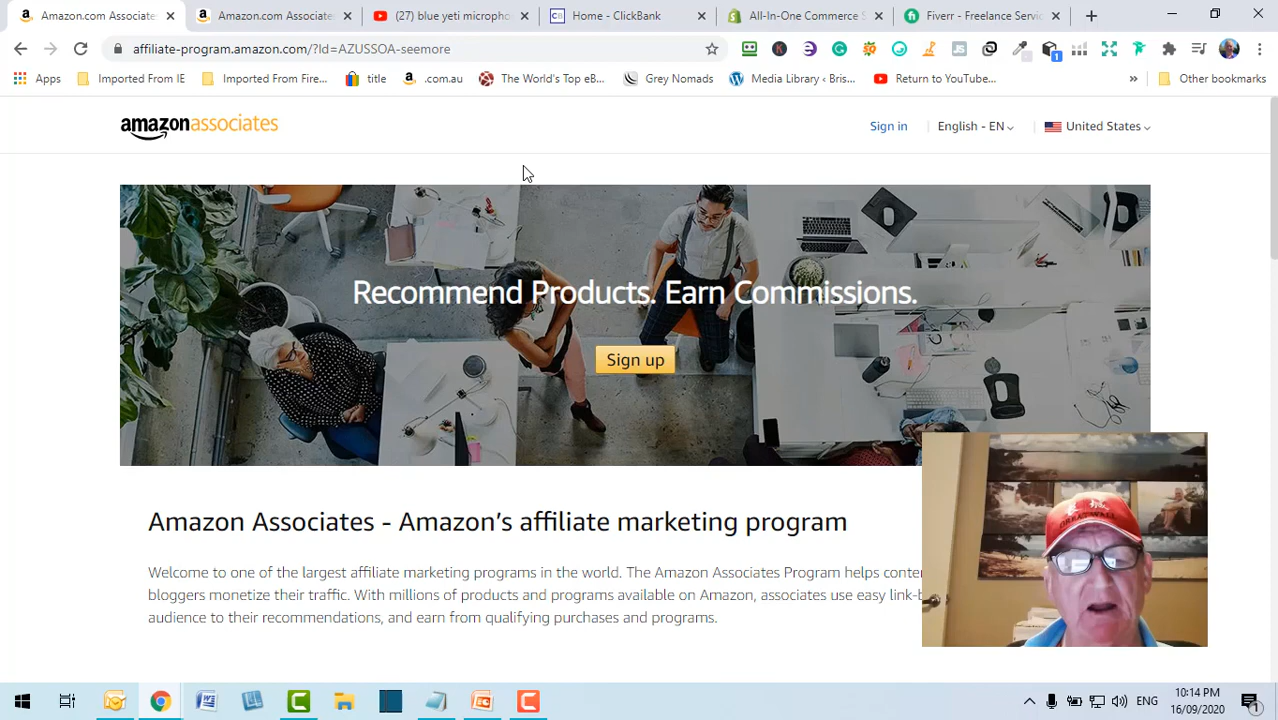 Amazon.com Associate
Amazon.com Associate
(27) blue yeti micropho
Home - ClickBank
All-In-One Commerce S
Fiverr - Freelance Servic
affiliate-program.amazon.com/?ld=AZUSSOA-seemore
Apps
Imported From IE
Imported From Fire...
title
.com.au
The World's Top eB...
Grey Nomads
Media Library ‹ Bris...
Return to YouTube...
Other bookmarks
amazonassociates
Sign in
English - EN
United States
Recommend Products. Earn Commissions.
Sign up
Amazon Associates - Amazon's affiliate marketing program
Welcome to one of the largest affiliate marketing programs in the world. The Amazon Associates Program helps conte
bloggers monetize their traffic. With millions of products and programs available on Amazon, associates use easy link-b
audience to their recommendations, and earn from qualifying purchases and programs.
ENG
10:14 PM
16/09/2020